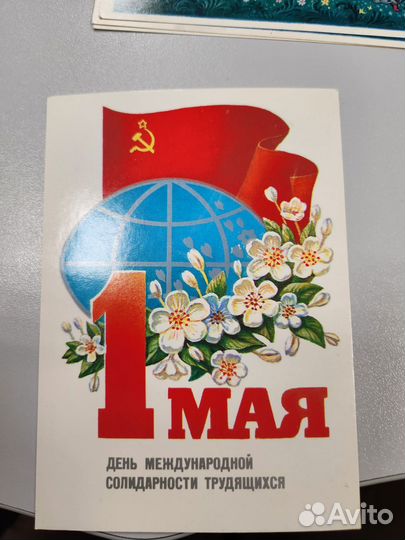 1 МАЯ
ДЕНЬ МЕЖДУНАРОДНОЙ
СОЛИДАРНОСТИ ТРУДЯЩИХСЯ
Avito